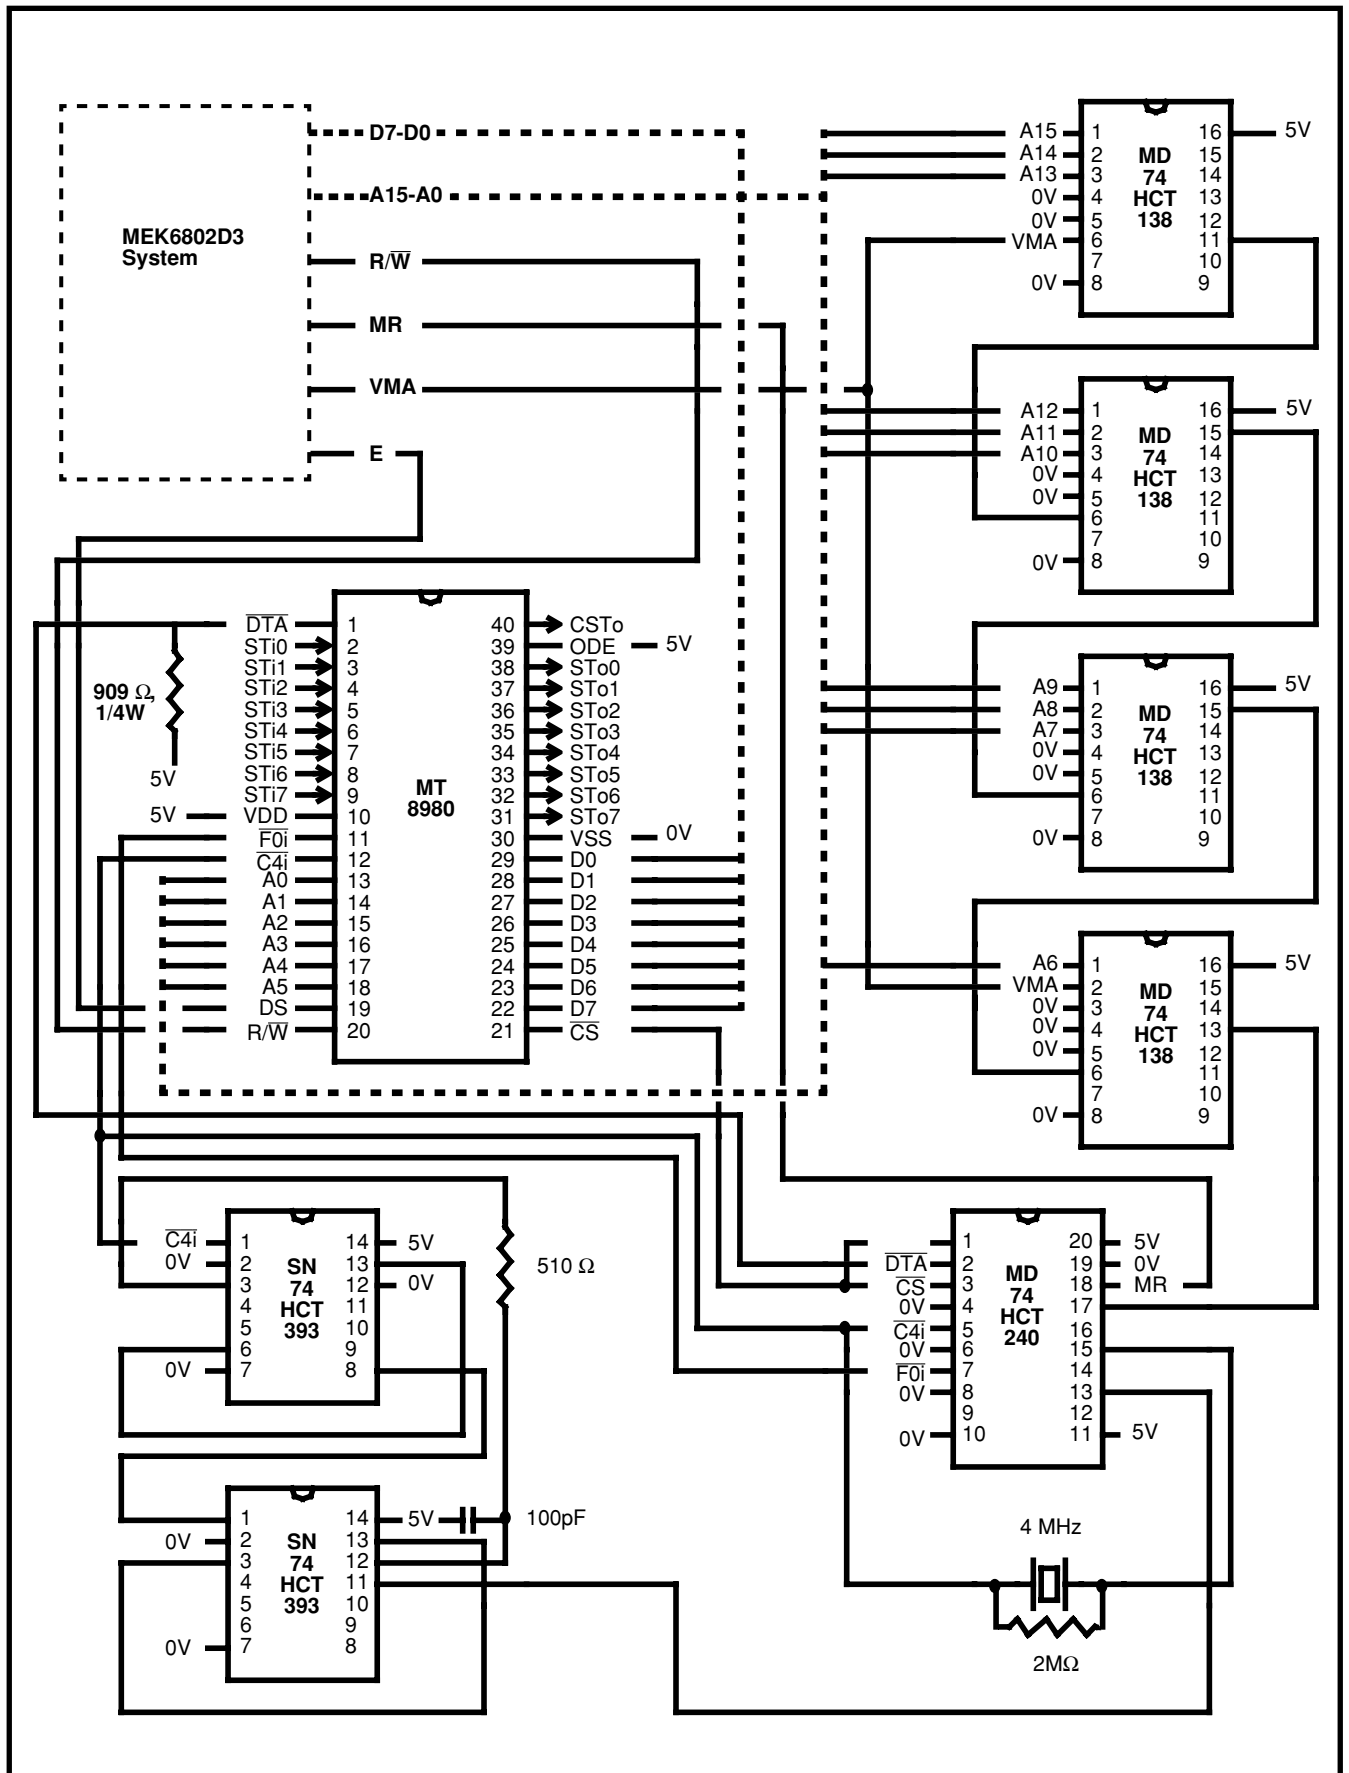 D7-D0
A15-A0
MEK6802D3
System
R/W̅
MR
VMA
E
A15 1 16 5V
A14 2 15
A13 3 14
0V 4 13
0V 5 12
VMA 6 11
7 10
0V 8 9
MD
74
HCT
138
A12 1 16 5V
A11 2 15
A10 3 14
0V 4 13
0V 5 12
6 11
7 10
0V 8 9
MD
74
HCT
138
A9 1 16 5V
A8 2 15
A7 3 14
0V 4 13
0V 5 12
6 11
7 10
0V 8 9
MD
74
HCT
138
A6 1 16 5V
VMA 2 15
0V 3 14
0V 4 13
0V 5 12
6 11
7 10
0V 8 9
MD
74
HCT
138
909 Ω,
1/4W
5V
D̅T̅A̅ 1 40 CSTo
STi0 2 39 ODE 5V
STi1 3 38 STo0
STi2 4 37 STo1
STi3 5 36 STo2
STi4 6 35 STo3
STi5 7 34 STo4
STi6 8 33 STo5
STi7 9 32 STo6
5V VDD 10 31 STo7
F̅0̅i̅ 11 30 VSS 0V
C̅4̅i̅ 12 29 D0
A0 13 28 D1
A1 14 27 D2
A2 15 26 D3
A3 16 25 D4
A4 17 24 D5
A5 18 23 D6
DS 19 22 D7
R/W̅ 20 21 C̅S̅
MT
8980
C̅4̅i̅ 1 14 5V
0V 2 13
3 12 0V
4 11
5 10
6 9
0V 7 8
SN
74
HCT
393
510 Ω
1 14 5V
0V 2 13
3 12
4 11
5 10
6 9
0V 7 8
SN
74
HCT
393
100pF
1 20 5V
D̅T̅A̅ 2 19 0V
C̅S̅ 3 18 MR
0V 4 17
C̅4̅i̅ 5 16
0V 6 15
F̅0̅i̅ 7 14
0V 8 13
9 12
0V 10 11 5V
MD
74
HCT
240
4 MHz
2MΩ